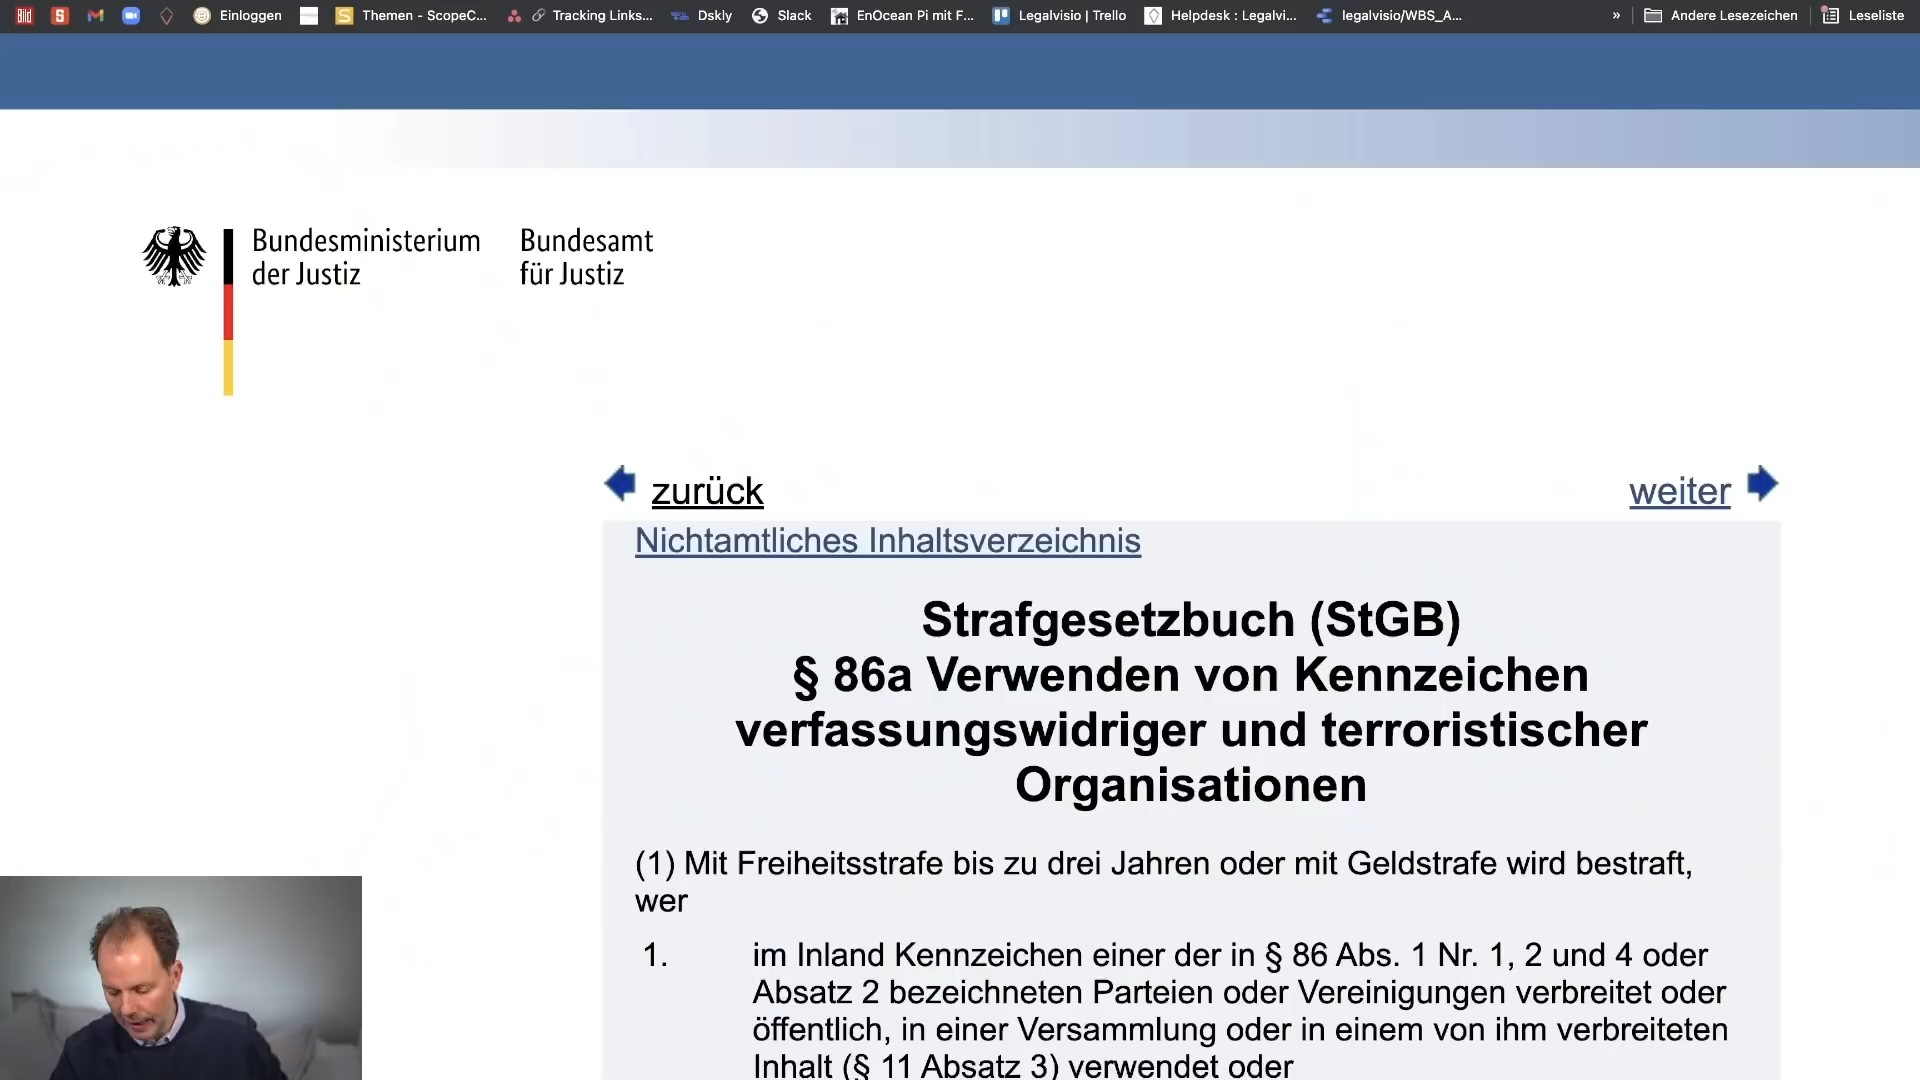 Bild
Einloggen
Themen - ScopeC...
Tracking Links...
Dskly
Slack
EnOcean Pi mit F...
Legalvisio | Trello
Helpdesk : Legalvi...
legalvisio/WBS_A...
»
Andere Lesezeichen
Leseliste
Bundesministerium
der Justiz
Bundesamt
für Justiz
zurück
weiter
Nichtamtliches Inhaltsverzeichnis
Strafgesetzbuch (StGB)
§ 86a Verwenden von Kennzeichen
verfassungswidriger und terroristischer
Organisationen
(1) Mit Freiheitsstrafe bis zu drei Jahren oder mit Geldstrafe wird bestraft,
wer
1. im Inland Kennzeichen einer der in § 86 Abs. 1 Nr. 1, 2 und 4 oder
Absatz 2 bezeichneten Parteien oder Vereinigungen verbreitet oder
öffentlich, in einer Versammlung oder in einem von ihm verbreiteten
Inhalt (§ 11 Absatz 3) verwendet oder